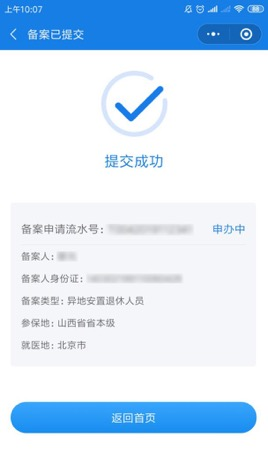 上午10:07
备案已提交
提交成功
备案申请流水号： 申办中
备案人：
备案人身份证：
备案类型：异地安置退休人员
参保地：山西省省本级
就医地：北京市
返回首页